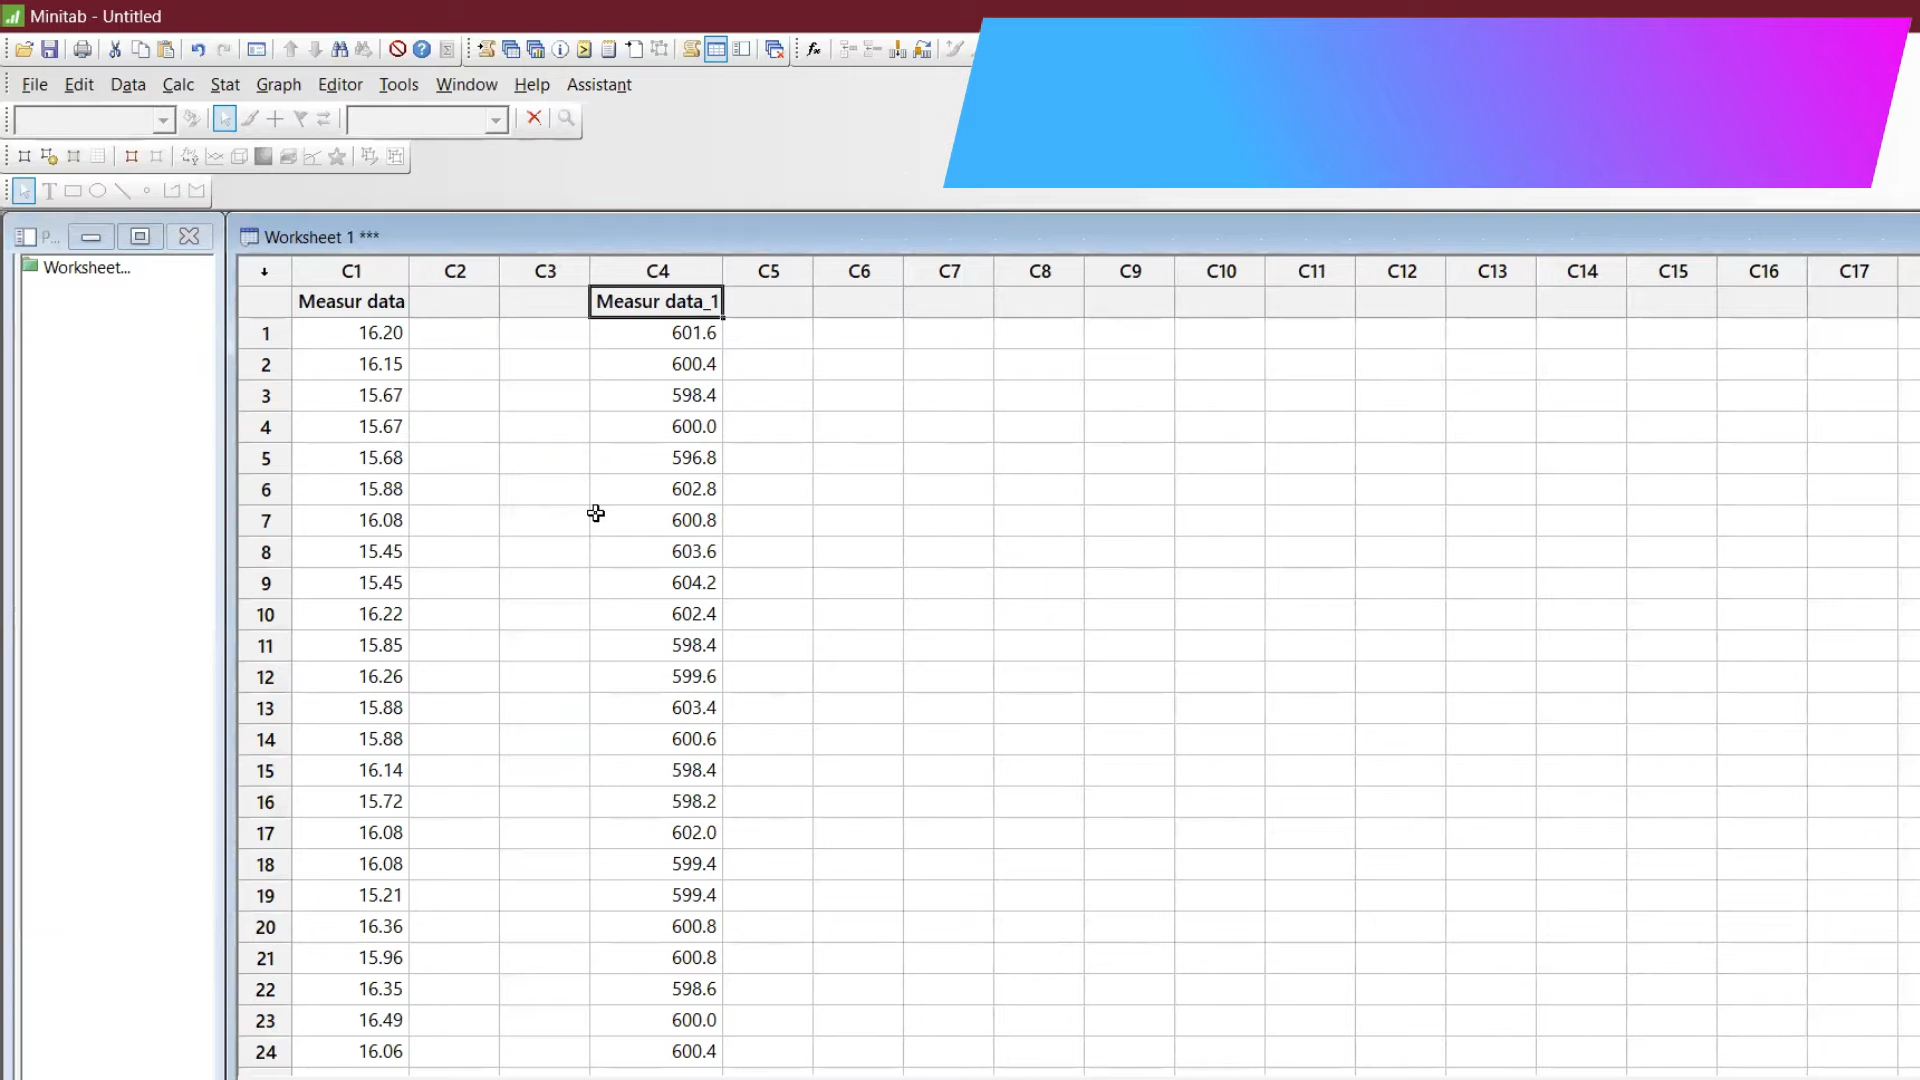 Minitab - Untitled
File Edit Data Calc Stat Graph Editor Tools Window Help Assistant
P...
Worksheet 1 ***
Worksheet...
C1 C2 C3 C4 C5 C6 C7 C8 C9 C10 C11 C12 C13 C14 C15 C16 C17
Measur data Measur data_1
1 16.20 601.6
2 16.15 600.4
3 15.67 598.4
4 15.67 600.0
5 15.68 596.8
6 15.88 602.8
7 16.08 600.8
8 15.45 603.6
9 15.45 604.2
10 16.22 602.4
11 15.85 598.4
12 16.26 599.6
13 15.88 603.4
14 15.88 600.6
15 16.14 598.4
16 15.72 598.2
17 16.08 602.0
18 16.08 599.4
19 15.21 599.4
20 16.36 600.8
21 15.96 600.8
22 16.35 598.6
23 16.49 600.0
24 16.06 600.4